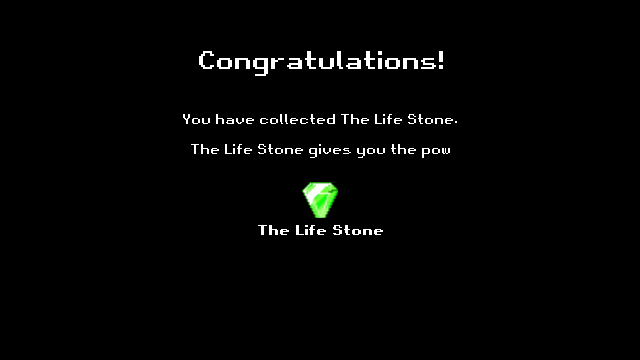 Congratulations!
You have collected The Life Stone.
The Life Stone gives you the pow
The Life Stone